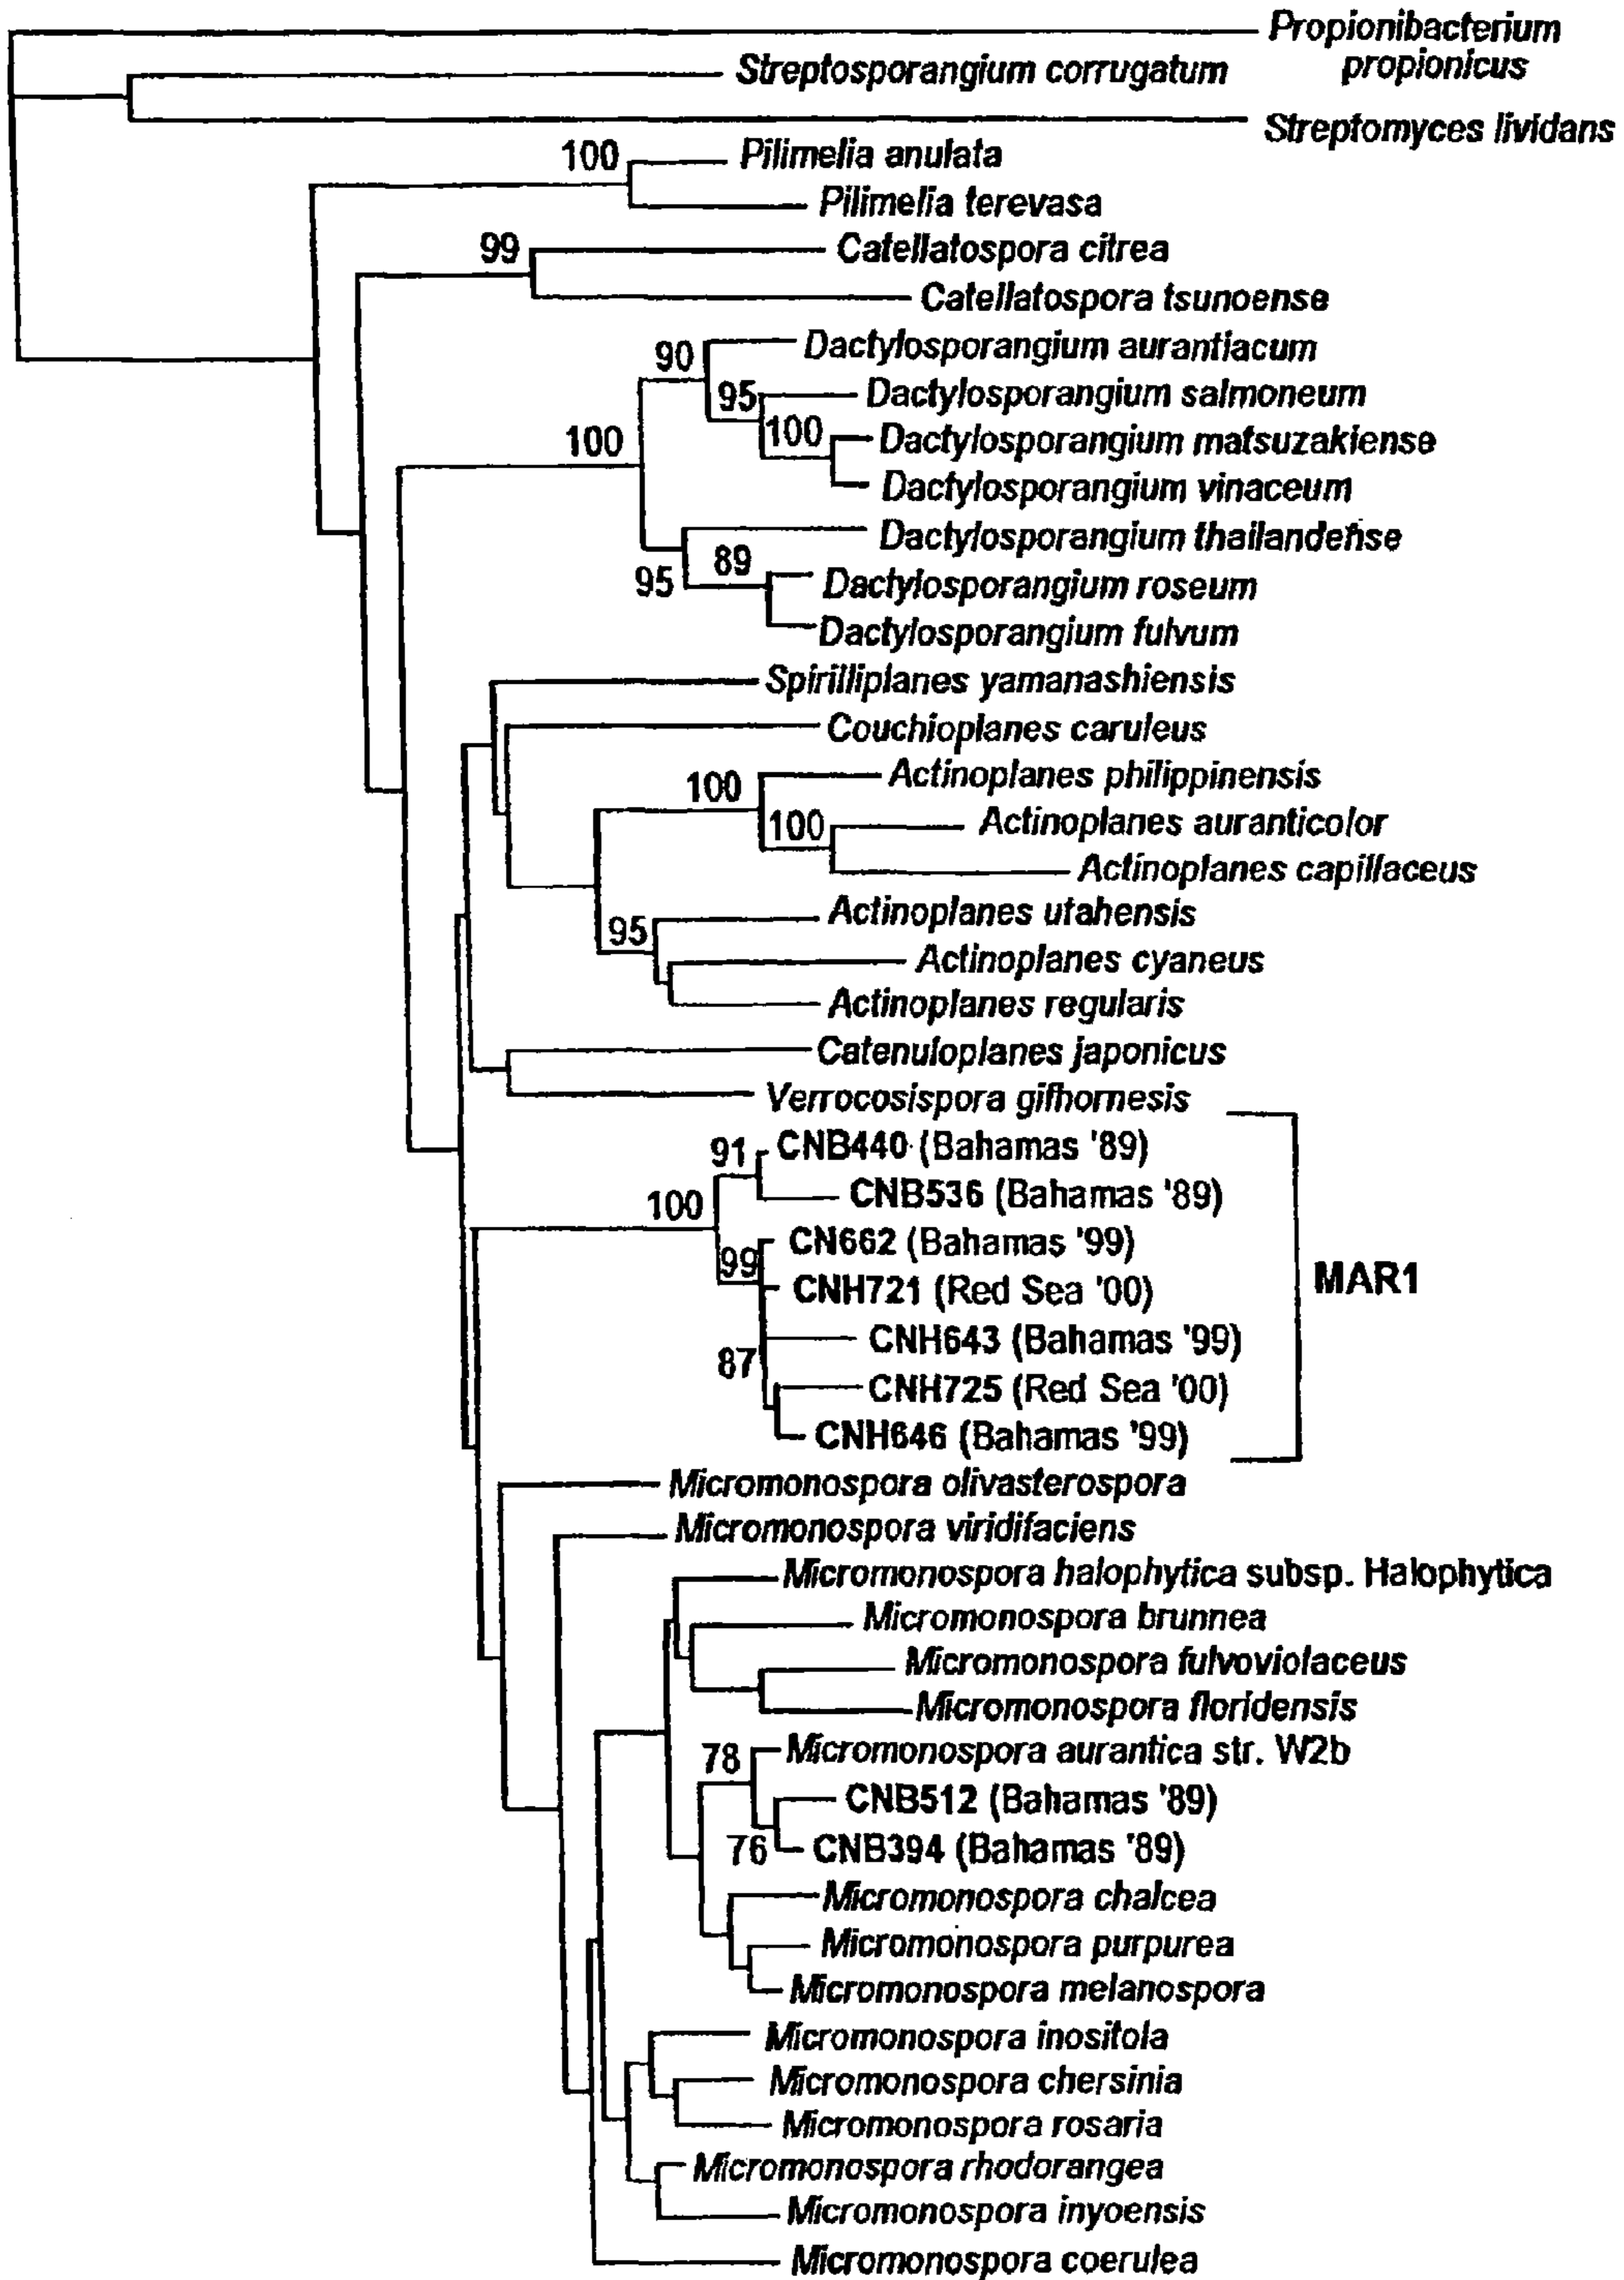 Propionibacterium
propionicus
Streptosporangium corrugatum
Streptomyces lividans
100
Pilimelia anulata
Pilimelia terevasa
99
Catellatospora citrea
Catellatospora tsunoense
90
Dactylosporangium aurantiacum
95
Dactylosporangium salmoneum
100
100
Dactylosporangium matsuzakiense
Dactylosporangium vinaceum
Dactylosporangium thailandense
95
89
Dactylosporangium roseum
Dactylosporangium fulvum
Spirilliplanes yamanashiensis
Couchioplanes caruleus
100
Actinoplanes philippinensis
100
Actinoplanes auranticolor
Actinoplanes capillaceus
Actinoplanes utahensis
95
Actinoplanes cyaneus
Actinoplanes regularis
Catenuloplanes japonicus
Verrocosispora gifhornesis
91
CNB440 (Bahamas '89)
100
CNB536 (Bahamas '89)
99
CN662 (Bahamas '99)
CNH721 (Red Sea '00)
MAR1
CNH643 (Bahamas '99)
87
CNH725 (Red Sea '00)
CNH646 (Bahamas '99)
Micromonospora olivasterospora
Micromonospora viridifaciens
Micromonospora halophytica subsp. Halophytica
Micromonospora brunnea
Micromonospora fulvoviolaceus
Micromonospora floridensis
78
Micromonospora aurantica str. W2b
CNB512 (Bahamas '89)
76
CNB394 (Bahamas '89)
Micromonospora chalcea
Micromonospora purpurea
Micromonospora melanospora
Micromonospora inositola
Micromonospora chersinia
Micromonospora rosaria
Micromonospora rhodorangea
Micromonospora inyoensis
Micromonospora coerulea